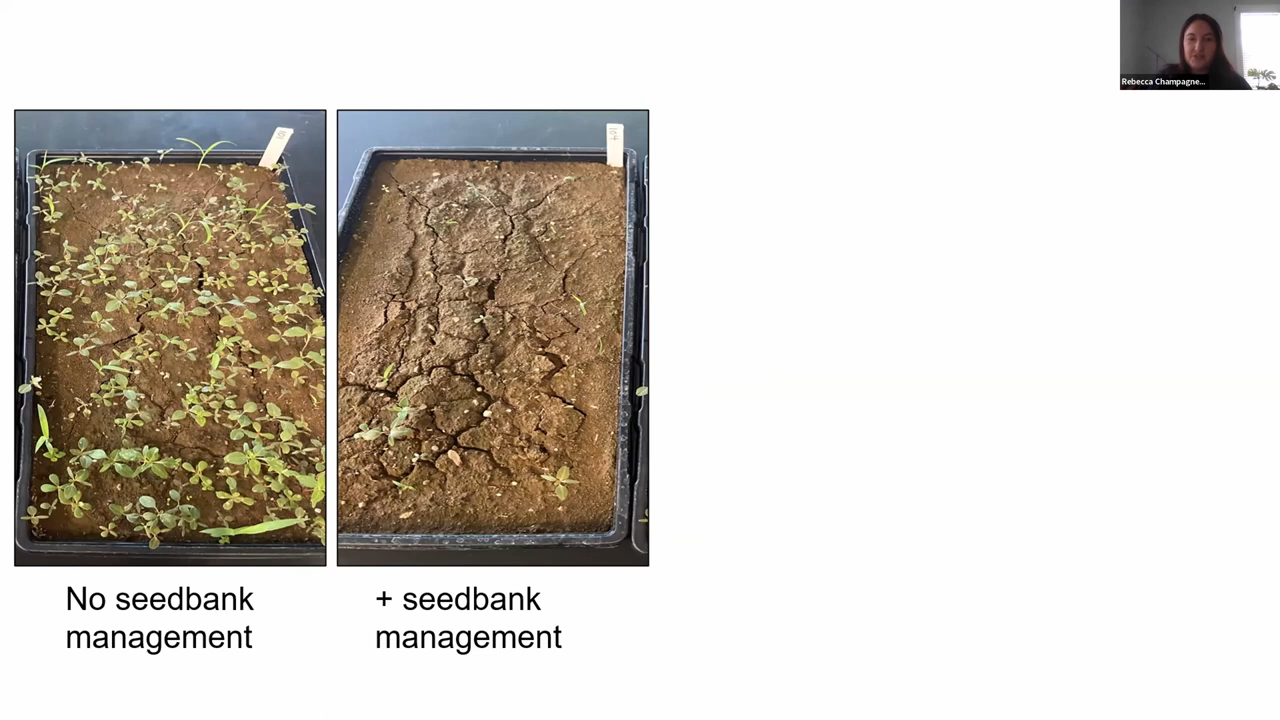 Rebecca Champagne...
No seedbank
management
+ seedbank
management